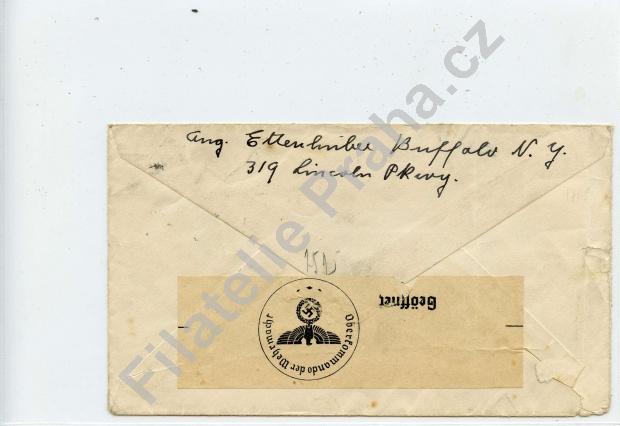 Aug. Ettenhuber Buffalo N. Y.
319 Lincoln Pkwy.
Geöffnet
Oberkommando der Wehrmacht
Filatelie Praha.cz